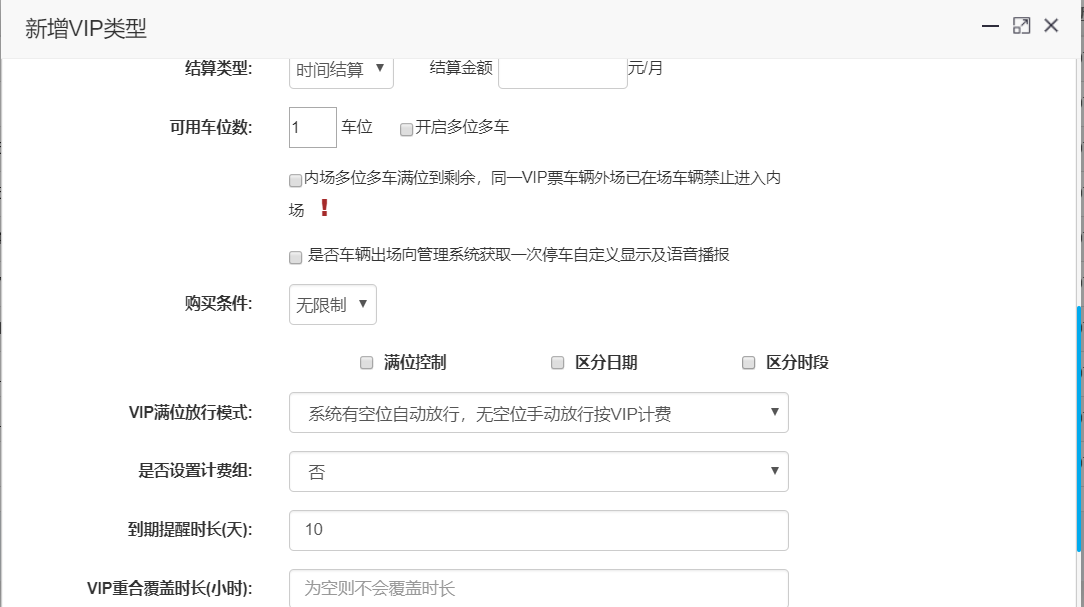 新增VIP类型
结算类型: 时间结算 结算金额 元/月
可用车位数: 1 车位 开启多位多车
内场多位多车满位到剩余，同一VIP票车辆外场已在场车辆禁止进入内
场
是否车辆出场向管理系统获取一次停车自定义显示及语音播报
购买条件: 无限制
满位控制 区分日期 区分时段
VIP满位放行模式: 系统有空位自动放行，无空位手动放行按VIP计费
是否设置计费组: 否
到期提醒时长(天): 10
VIP重合覆盖时长(小时): 为空则不会覆盖时长